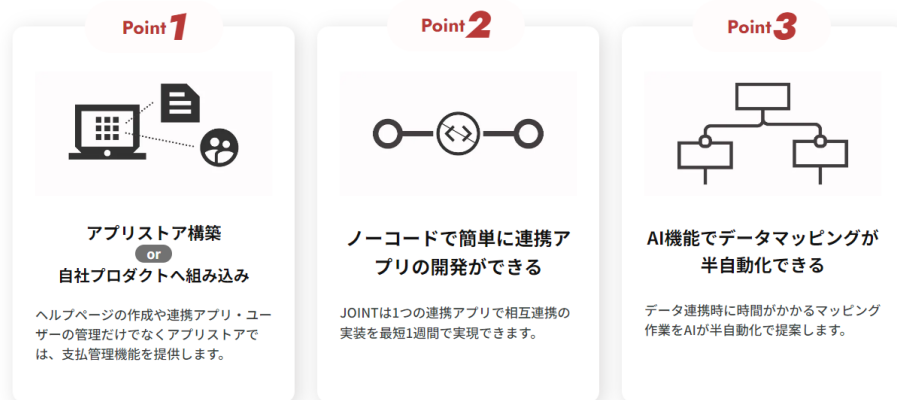 Point 1
アプリストア構築
or
自社プロダクトへ組み込み
ヘルプページの作成や連携アプリ・ユー
ザーの管理だけでなくアプリストアで
は、支払管理機能を提供します。
Point 2
ノーコードで簡単に連携ア
プリの開発ができる
JOINTは1つの連携アプリで相互連携の
実装を最短1週間で実現できます。
Point 3
AI機能でデータマッピングが
半自動化できる
データ連携時に時間がかかるマッピング
作業をAIが半自動化で提案します。